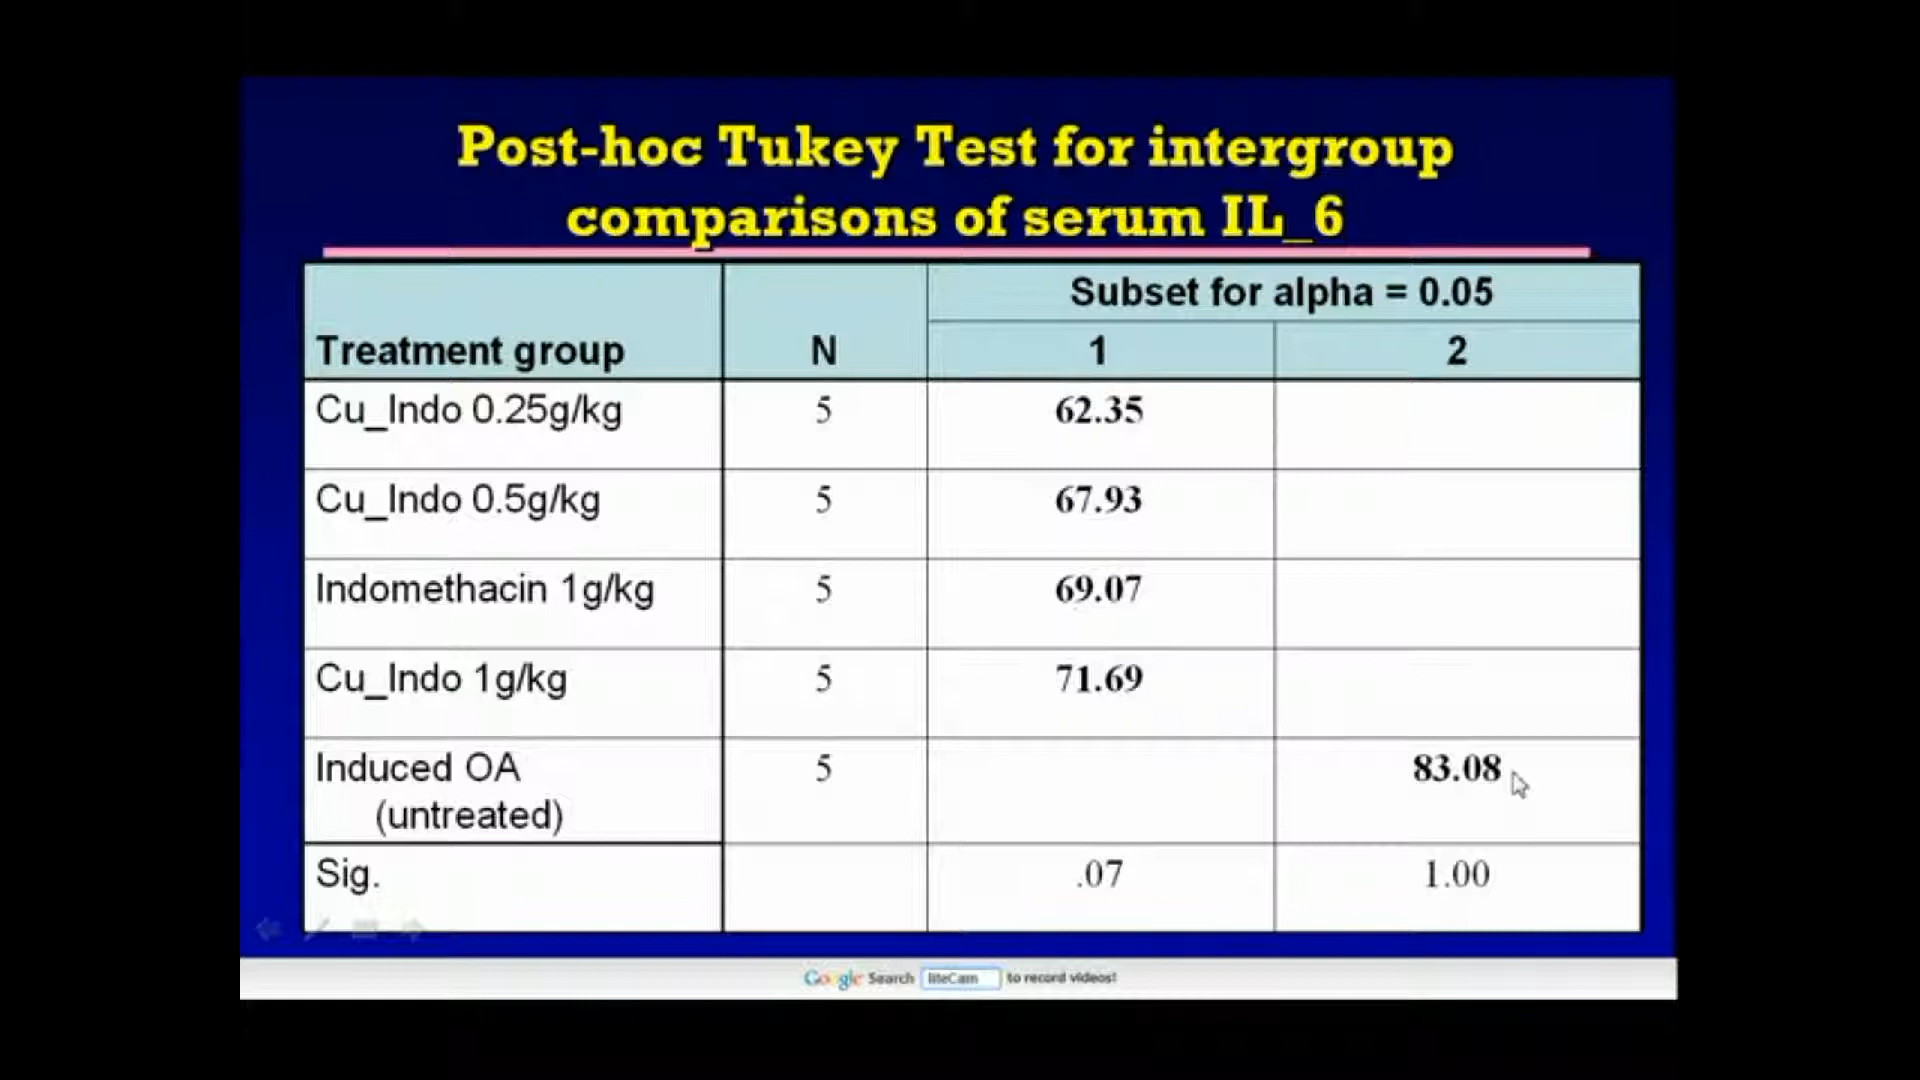 Post-hoc Tukey Test for intergroup
comparisons of serum IL_6
Subset for alpha = 0.05
Treatment group N 1 2
Cu_Indo 0.25g/kg 5 62.35
Cu_Indo 0.5g/kg 5 67.93
Indomethacin 1g/kg 5 69.07
Cu_Indo 1g/kg 5 71.69
Induced OA 5 83.08
(untreated)
Sig. .07 1.00
Google Search liteCam to record videos!